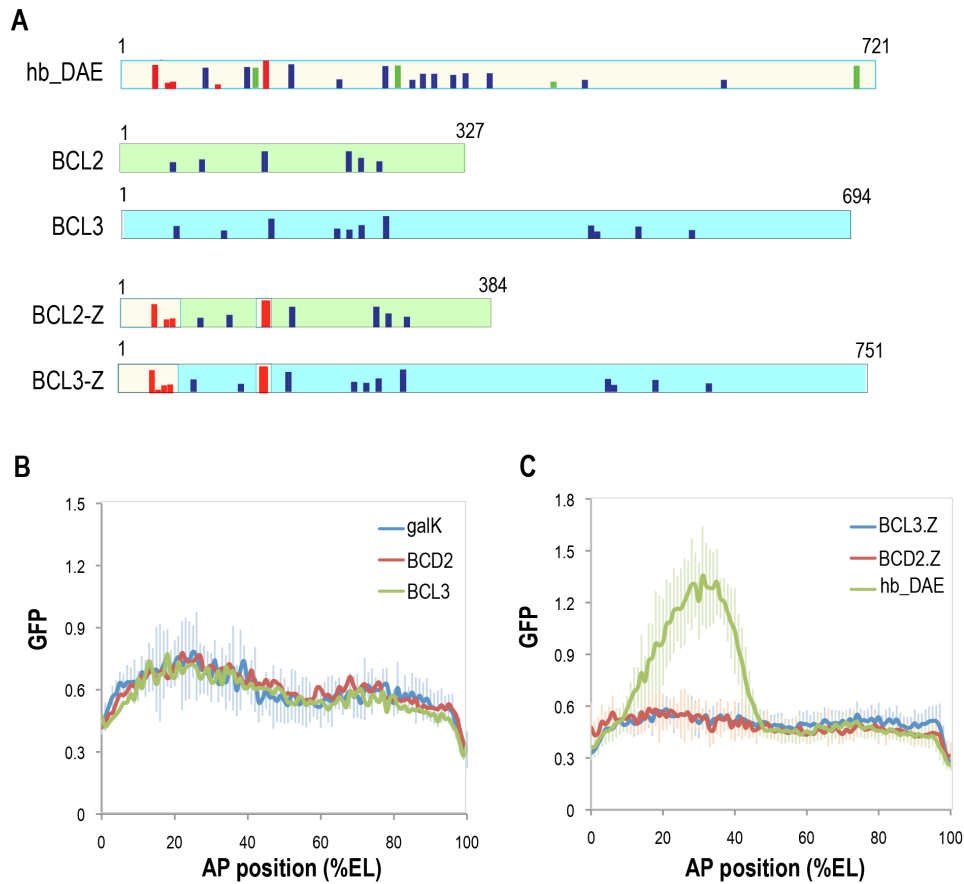 A
1
721
hb_DAE
1
327
BCL2
1
694
BCL3
1
384
BCL2-Z
1
751
BCL3-Z
B
1.5
1.2
0.9
0.6
0.3
0
GFP
galK
BCD2
BCL3
0 20 40 60 80 100
AP position (%EL)
C
1.8
1.5
1.2
0.9
0.6
0.3
0
GFP
BCL3.Z
BCD2.Z
hb_DAE
0 20 40 60 80 100
AP position (%EL)